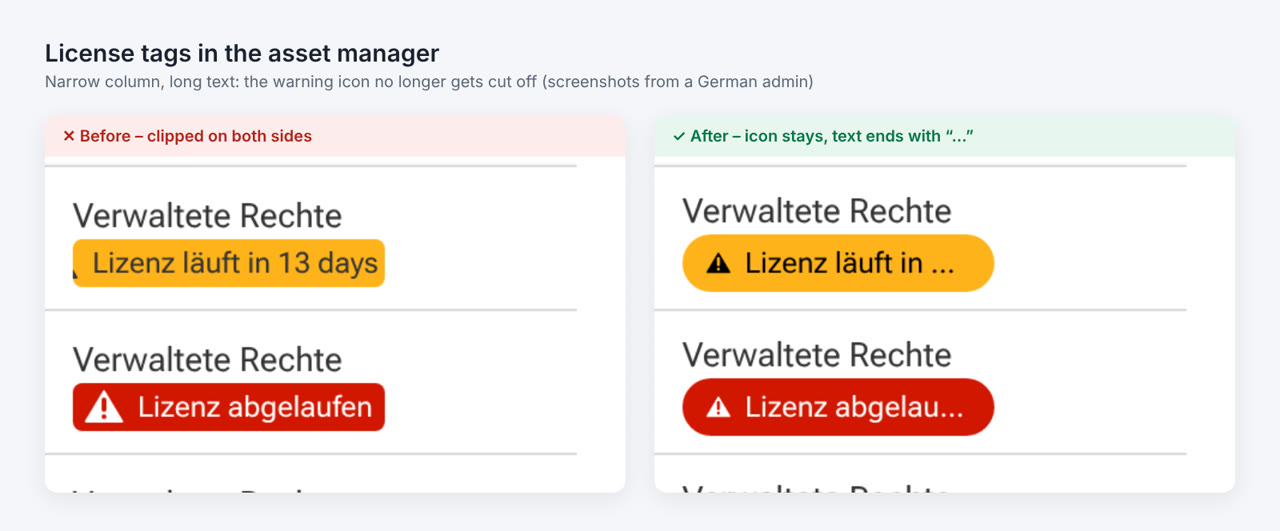 License tags in the asset manager
Narrow column, long text: the warning icon no longer gets cut off (screenshots from a German admin)
✕ Before – clipped on both sides
Verwaltete Rechte
Lizenz läuft in 13 days
Verwaltete Rechte
Lizenz abgelaufen
✓ After – icon stays, text ends with “…”
Verwaltete Rechte
Lizenz läuft in ...
Verwaltete Rechte
Lizenz abgelau...